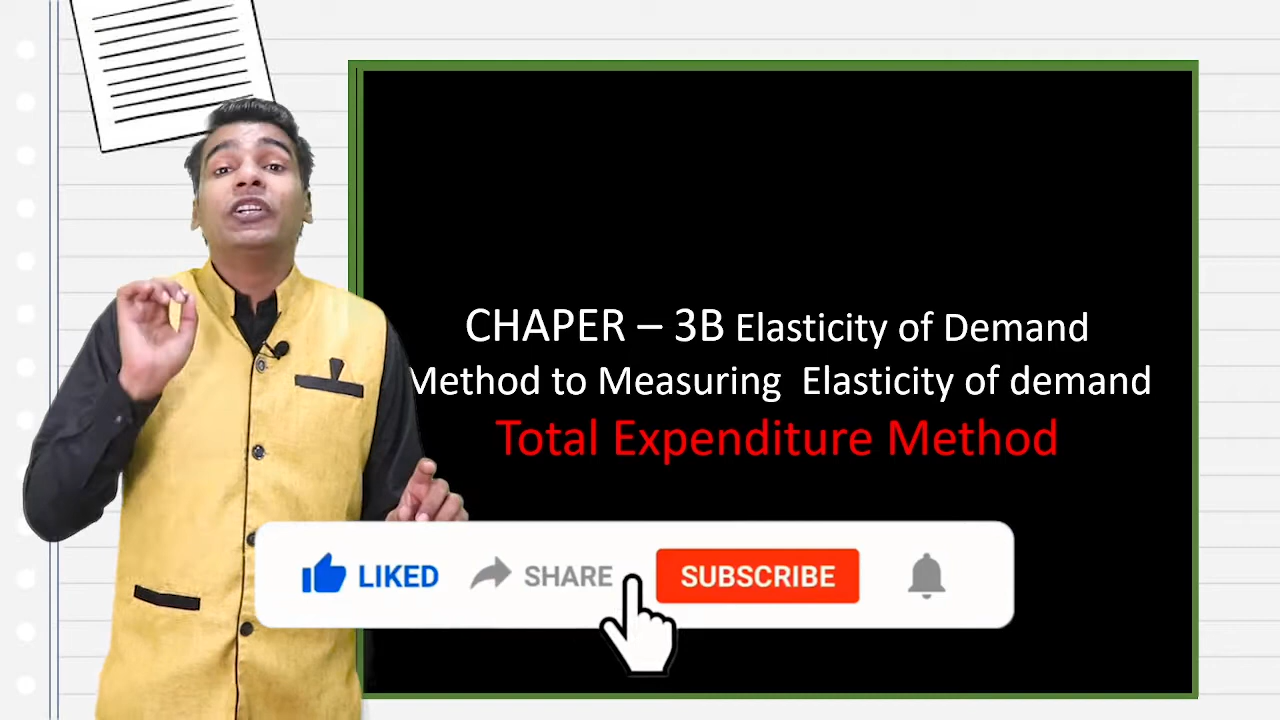 CHAPER – 3B Elasticity of Demand
Method to Measuring Elasticity of demand
Total Expenditure Method
LIKED SHARE SUBSCRIBE